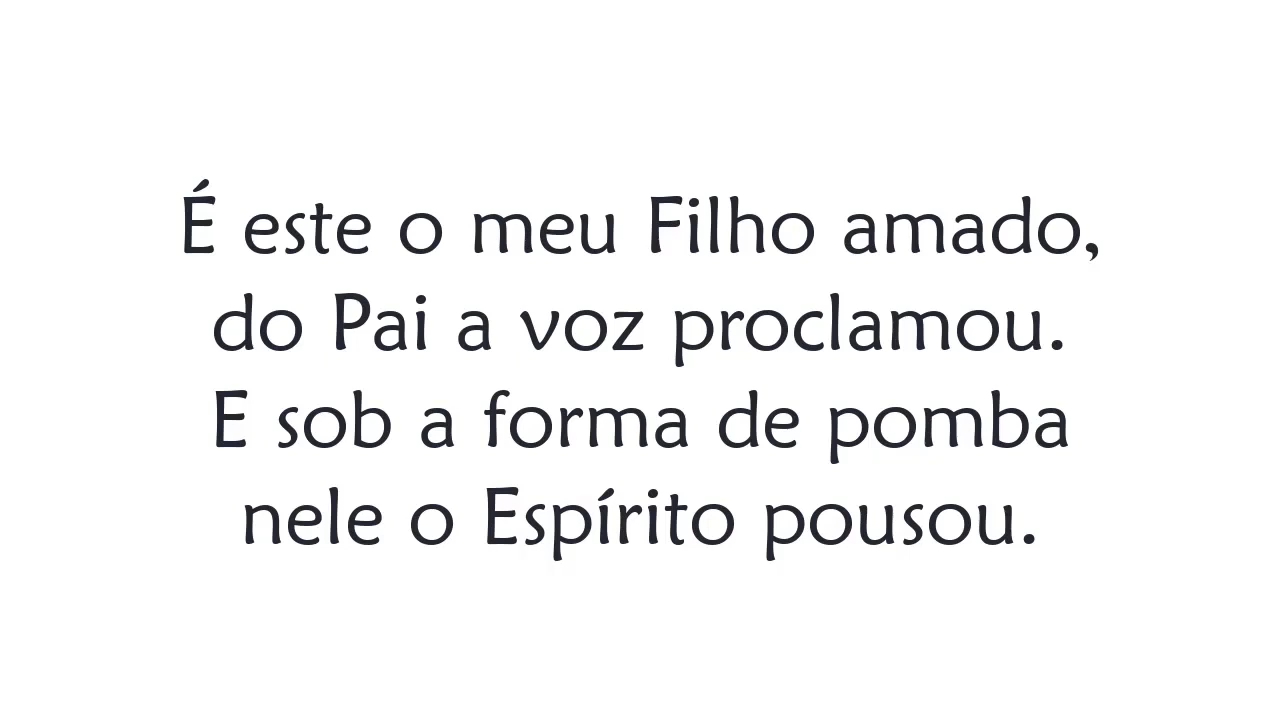 É este o meu Filho amado,
do Pai a voz proclamou.
E sob a forma de pomba
nele o Espírito pousou.